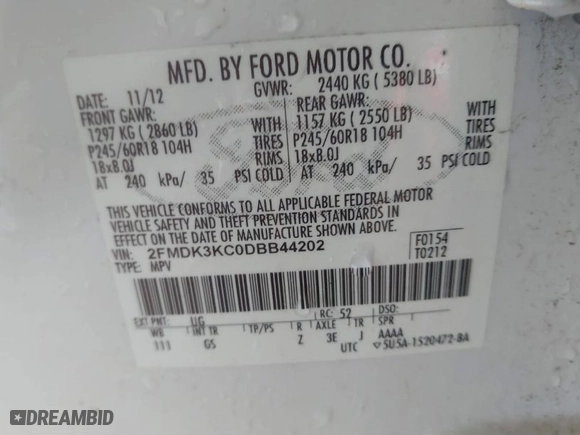 MFD. BY FORD MOTOR CO.
DATE: 11/12 GVWR: 2440 KG ( 5380 LB)
FRONT GAWR: REAR GAWR:
1297 KG ( 2860 LB) WITH 1157 KG ( 2550 LB) WITH
P245/60R18 104H TIRES P245/60R18 104H TIRES
18x8.0J RIMS 18x8.0J RIMS
AT 240 kPa/ 35 PSI COLD AT 240 kPa/ 35 PSI COLD
THIS VEHICLE CONFORMS TO ALL APPLICABLE FEDERAL MOTOR
VEHICLE SAFETY AND THEFT PREVENTION STANDARDS IN
EFFECT ON THE DATE OF MANUFACTURE SHOWN ABOVE.
VIN: 2FMDK3KC0DBB44202 F0154
TYPE: MPV T0212
EXT PNT: UG RC: 52 DSO:
WB INT TR TP/PS R AXLE TR SPR
111 GS Z 3E J AAAA
UTC 5USA-1520472-BA
DREAMBID